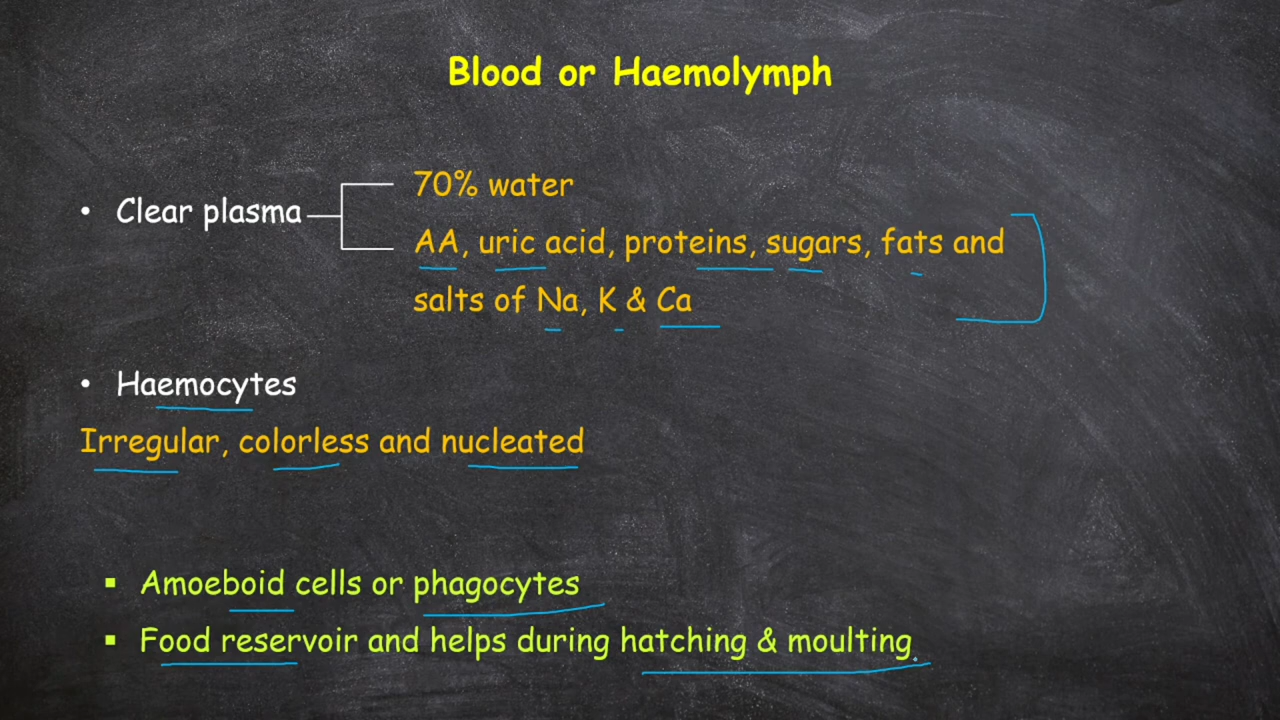 Blood or Haemolymph
• Clear plasma
70% water
AA, uric acid, proteins, sugars, fats and
salts of Na, K & Ca
• Haemocytes
Irregular, colorless and nucleated
▪ Amoeboid cells or phagocytes
▪ Food reservoir and helps during hatching & moulting